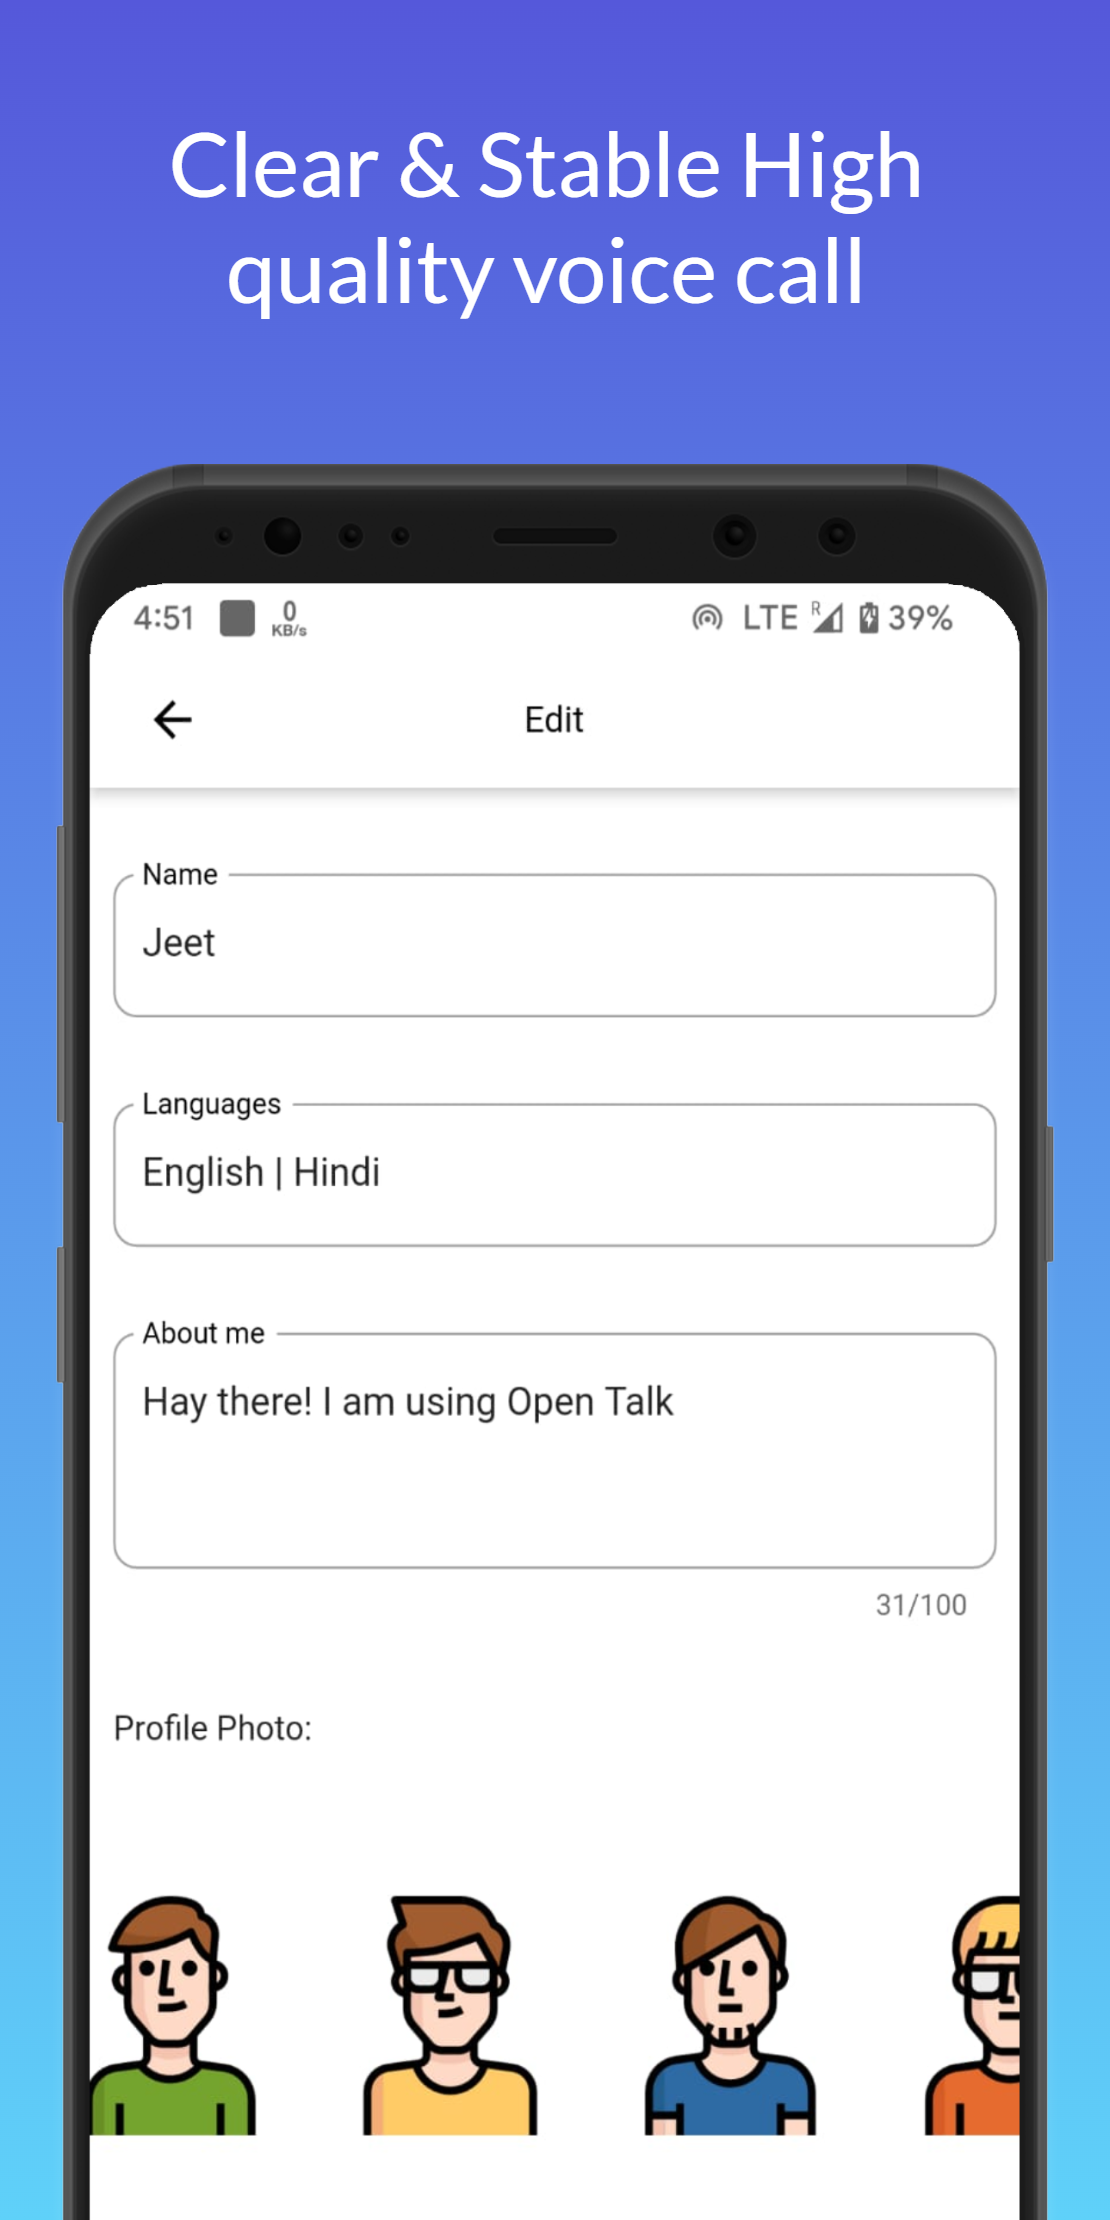 Clear & Stable High
quality voice call
4:51 0 KB/s LTE R 39%
Edit
Name
Jeet
Languages
English | Hindi
About me
Hay there! I am using Open Talk
31/100
Profile Photo: